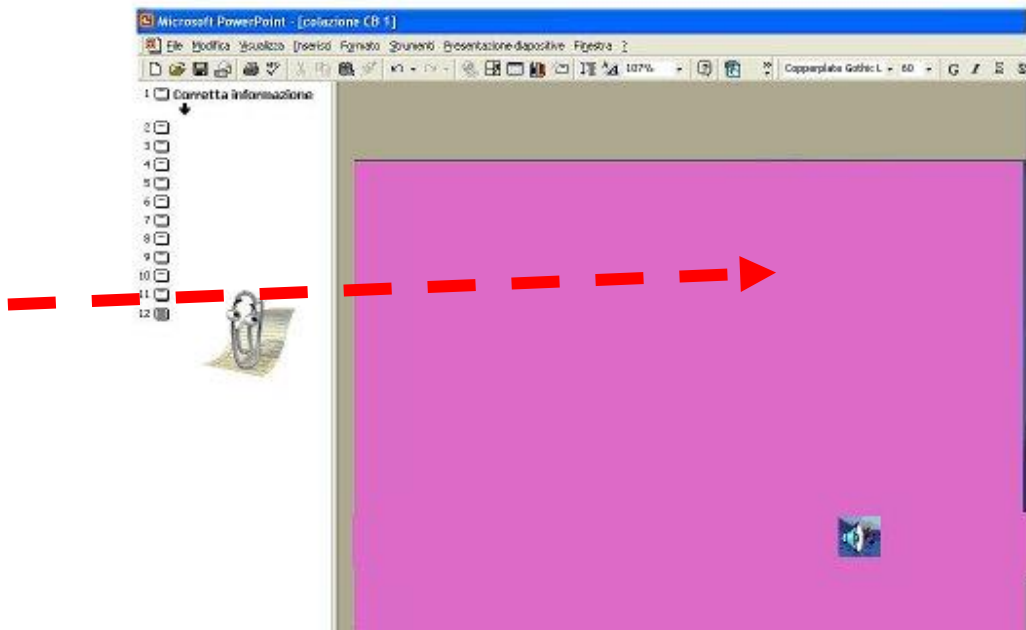 Microsoft PowerPoint - [colazione CB 1]
File Modifica Visualizza Inserisci Formato Strumenti Presentazione diapositive Finestra ?
107% Copperplate Gothic L 60 G I S S
1 Corretta informazione
2
3
4
5
6
7
8
9
10
11
12